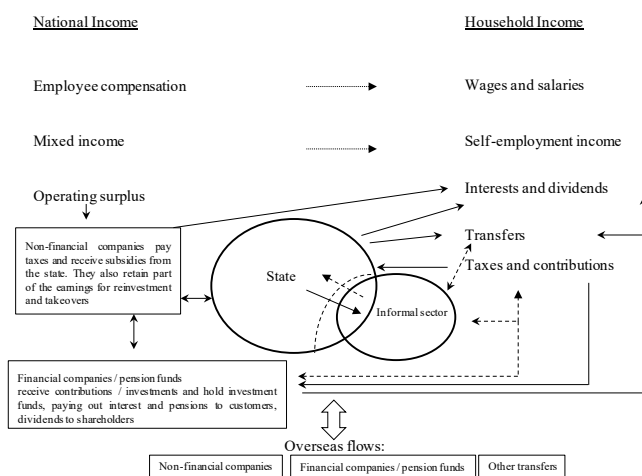 National Income
Household Income
Employee compensation
Wages and salaries
Mixed income
Self-employment income
Operating surplus
Interests and dividends
Non-financial companies pay
taxes and receive subsidies from
the state. They also retain part
of the earnings for reinvestment
and takeovers
State
Transfers
Taxes and contributions
Informal sector
Financial companies / pension funds
receive contributions / investments and hold investment
funds, paying out interest and pensions to customers,
dividends to shareholders
Overseas flows:
Non-financial companies
Financial companies / pension funds
Other transfers